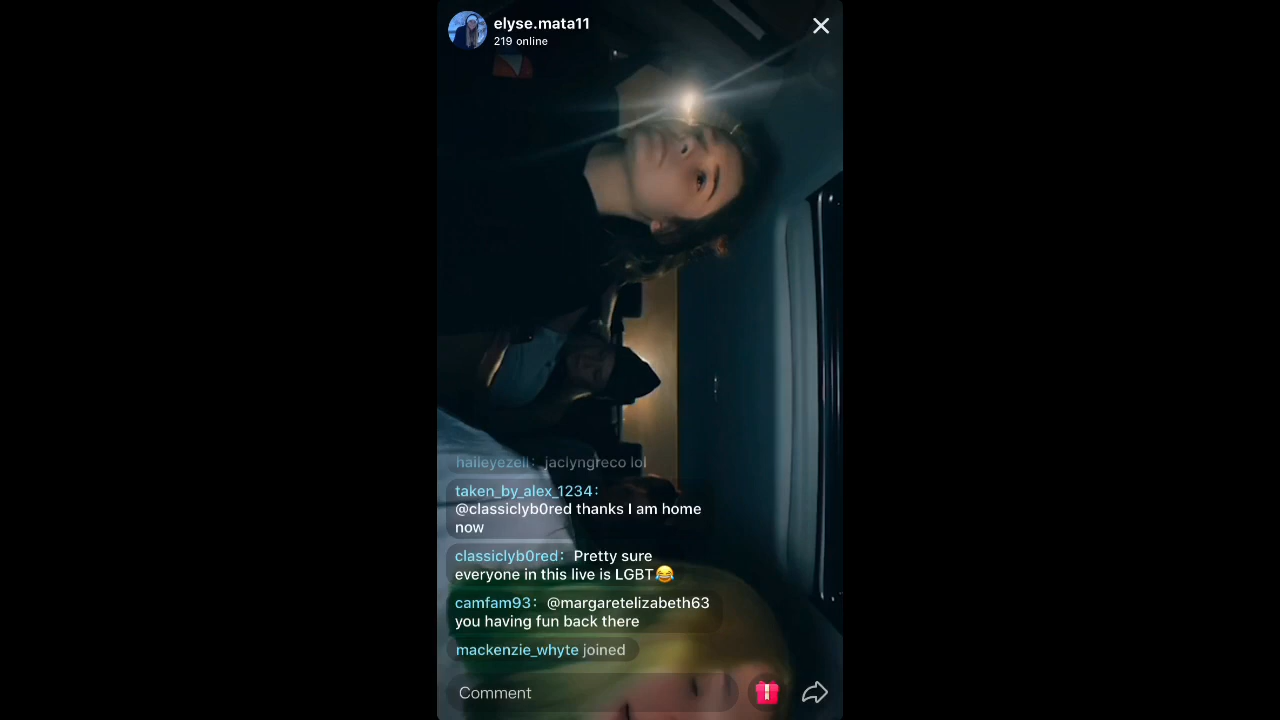 elyse.mata11
219 online
haileyezell: jaclyngreco lol
taken_by_alex_1234:
@classiclyb0red thanks I am home
now
classiclyb0red: Pretty sure
everyone in this live is LGBT😂
camfam93: @margaretelizabeth63
you having fun back there
mackenzie_whyte joined
Comment